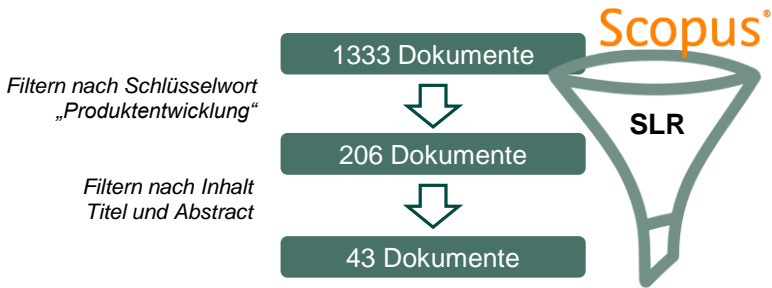 Scopus®
1333 Dokumente
Filtern nach Schlüsselwort
„Produktentwicklung“
SLR
206 Dokumente
Filtern nach Inhalt
Titel und Abstract
43 Dokumente